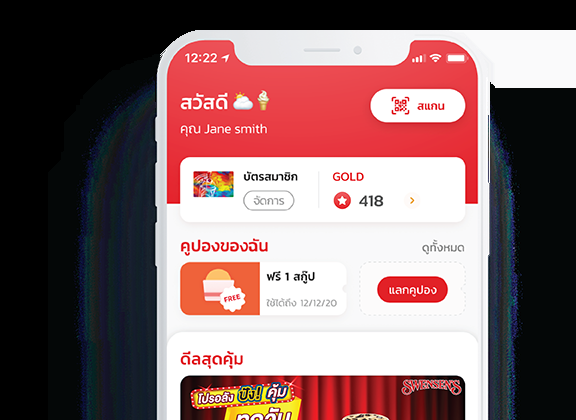 12:22
สวัสดี
คุณ Jane smith
สแกน
บัตรสมาชิก
จัดการ
GOLD
418
คูปองของฉัน
ดูทั้งหมด
FREE
ฟรี 1 สกู๊ป
ใช้ได้ถึง 12/12/20
แลกคูปอง
ดีลสุดคุ้ม
โปรอลัง ปัง! คุ้ม
SWENSEN'S